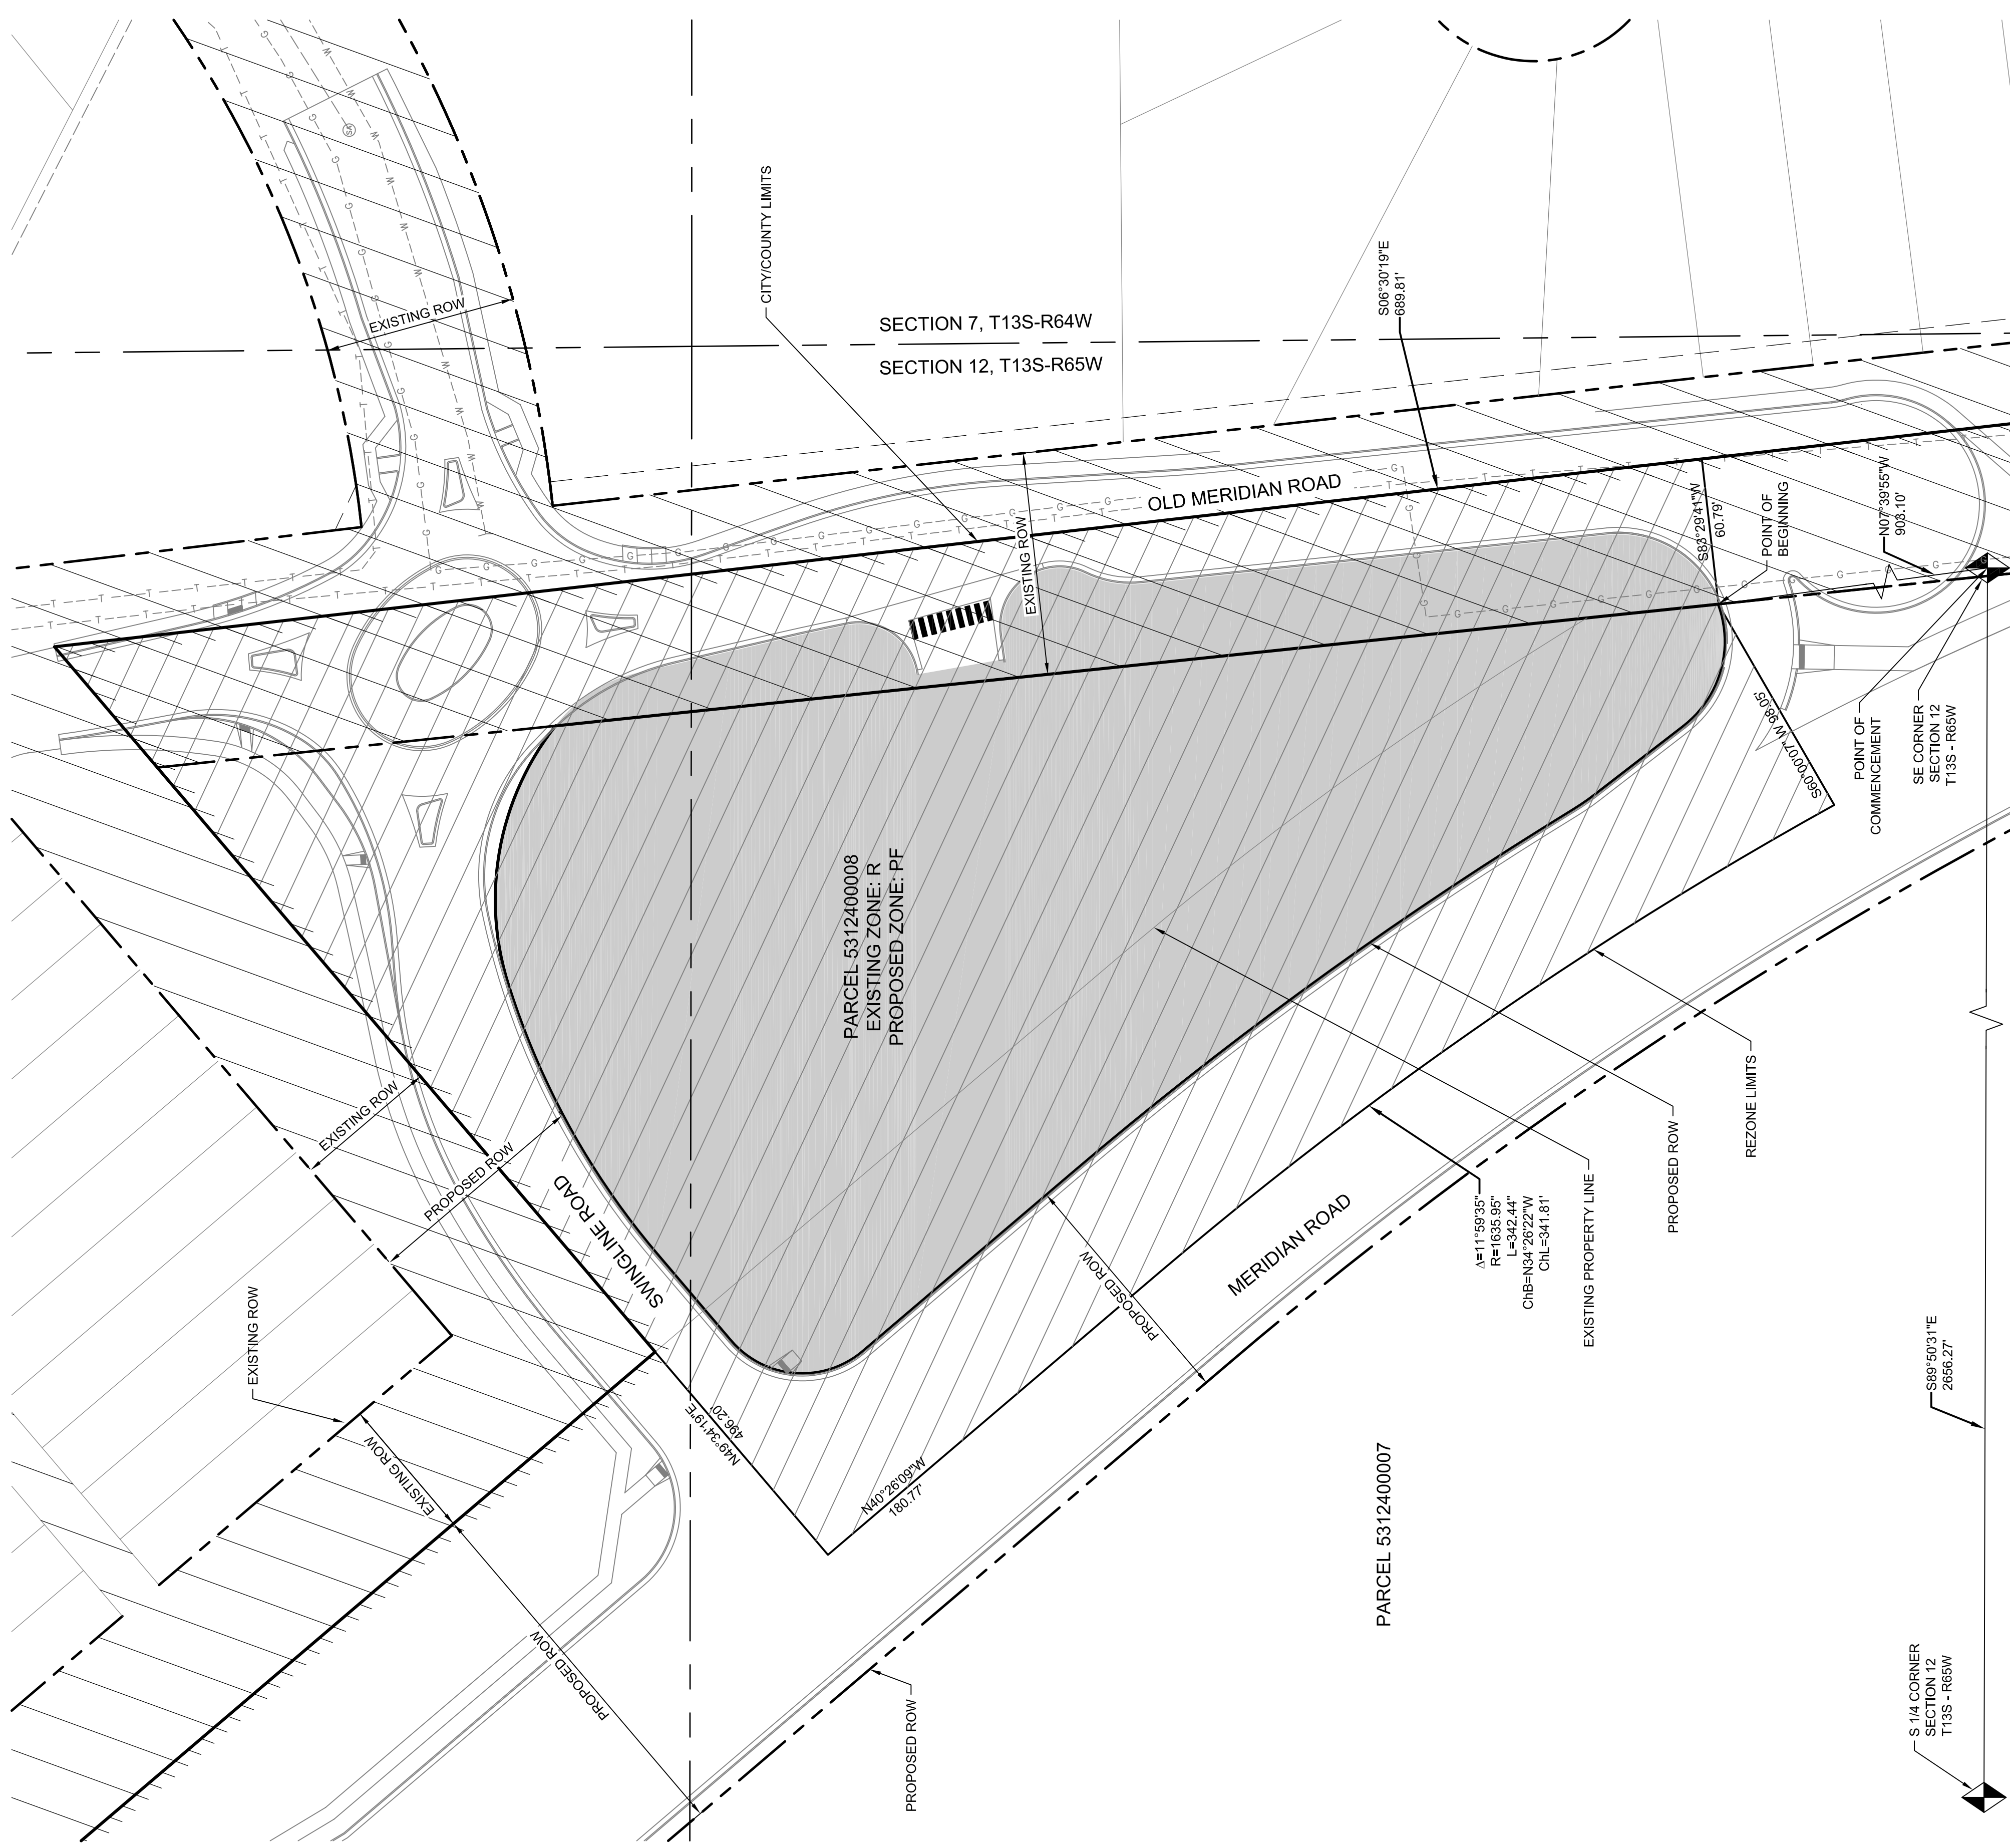 EXISTING ROW
CITY/COUNTY LIMITS
SECTION 7, T13S-R64W
SECTION 12, T13S-R65W
S06°30'19"E
689.81'
OLD MERIDIAN ROAD
EXISTING ROW
S83°29'41"W
60.79'
POINT OF
BEGINNING
N07°39'55"W
903.10'
S60°00'07" W 98.05'
POINT OF
COMMENCEMENT
SE CORNER
SECTION 12
T13S - R65W
PARCEL 5312400008
EXISTING ZONE: R
PROPOSED ZONE: PF
EXISTING ROW
PROPOSED ROW
SWINGLINE ROAD
EXISTING ROW
EXISTING ROW
PROPOSED ROW
N49°34'19"E
496.20'
N40°26'09"W
180.77'
PROPOSED ROW
MERIDIAN ROAD
Δ=11°59'35"
R=1635.95"
L=342.44"
ChB=N34°26'22"W
ChL=341.81'
EXISTING PROPERTY LINE
PROPOSED ROW
REZONE LIMITS
PARCEL 5312400007
PROPOSED ROW
S89°50'31"E
2656.27'
S 1/4 CORNER
SECTION 12
T13S - R65W